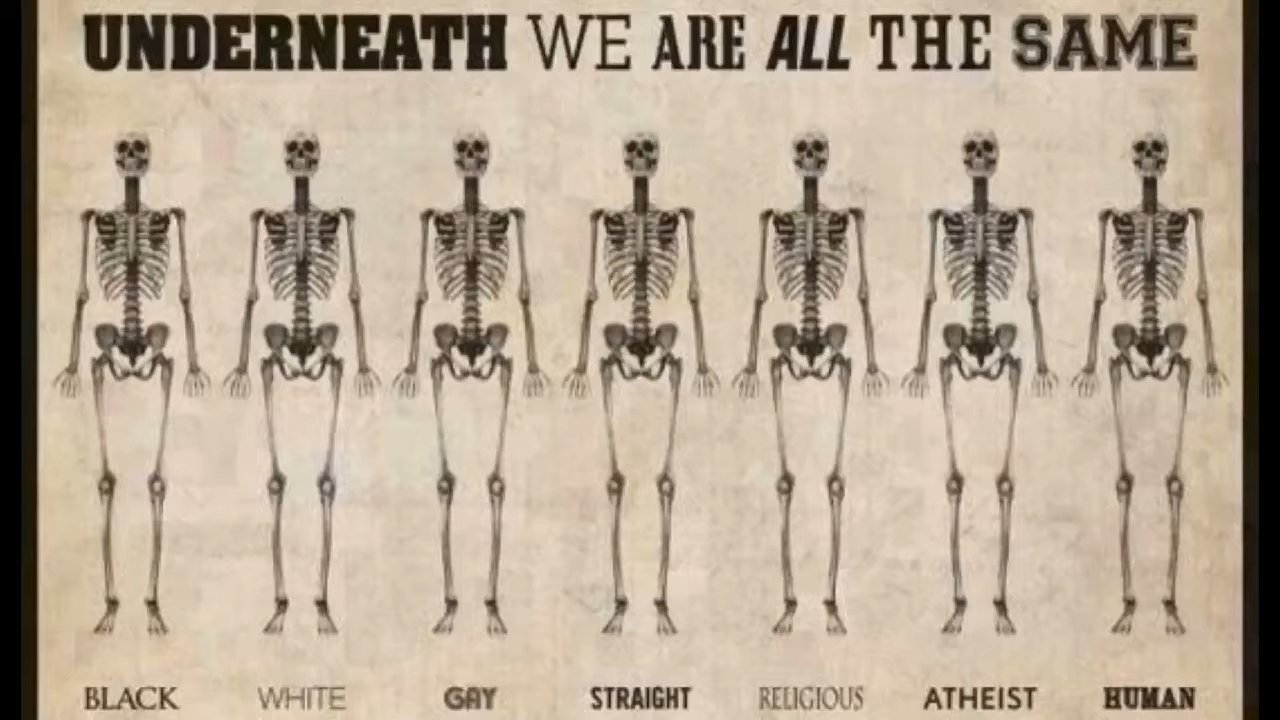 UNDERNEATH WE ARE ALL THE SAME
BLACK WHITE GAY STRAIGHT RELIGIOUS ATHEIST HUMAN